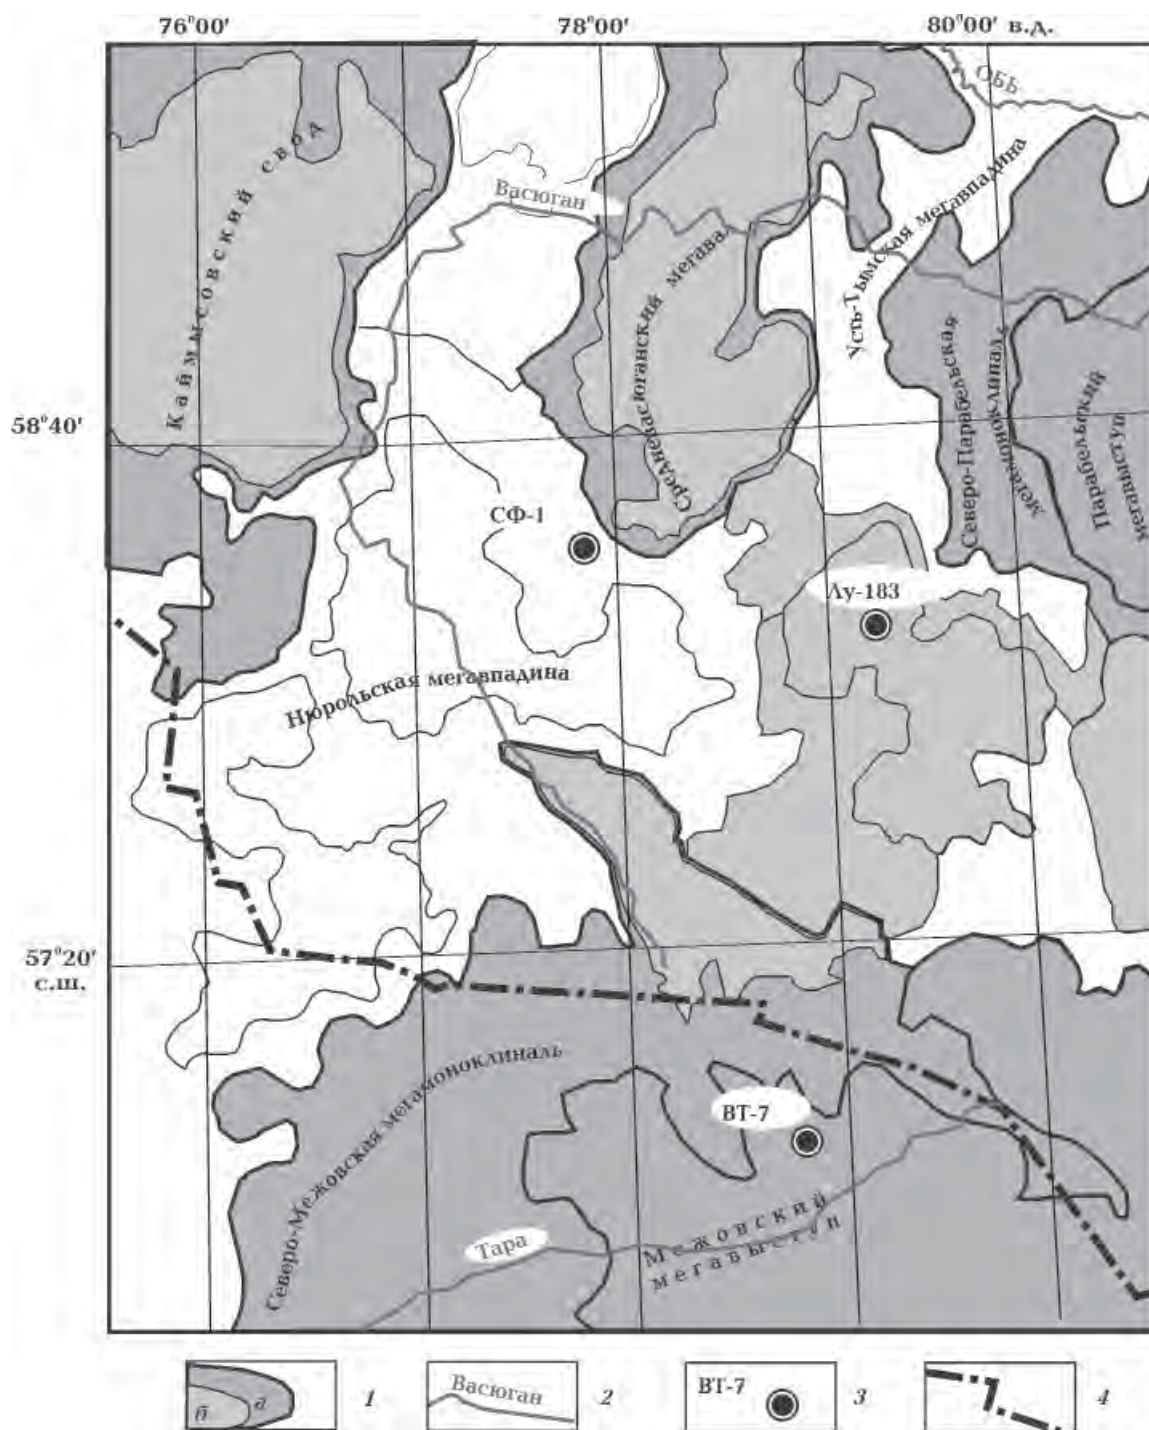 76°00'
78°00'
80°00' в.д.
ОБЬ
Васюган
Каймысовский свод
Средневасюганский мегавал
Усть-Тымская мегавпадина
Северо-Парабельская
мегамоноклиналь
Парабельский
мегавыступ
58°40'
СФ-1
Лу-183
Нюрольская мегавпадина
57°20'
с.ш.
Северо-Межовская мегамоноклиналь
ВТ-7
Тара
Межовский
мегавыступ
б
а
1
Васюган
2
ВТ-7
3
4